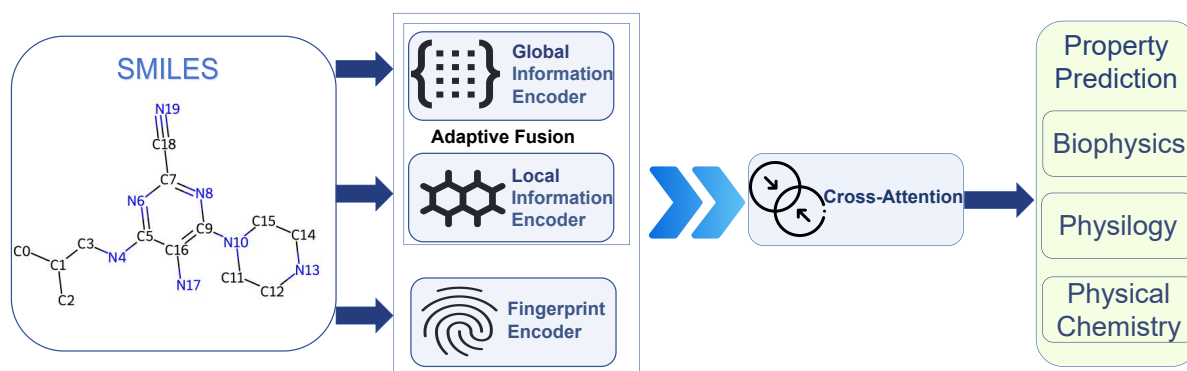 SMILES
N19
C18
C7
N6
N8
C15
C3
C5
C9
C14
C0
N4
C16
N10
C1
N13
C11
C12
N17
C2
Global
Information
Encoder
Adaptive Fusion
Local
Information
Encoder
Fingerprint
Encoder
Cross-Attention
Property
Prediction
Biophysics
Physilogy
Physical
Chemistry